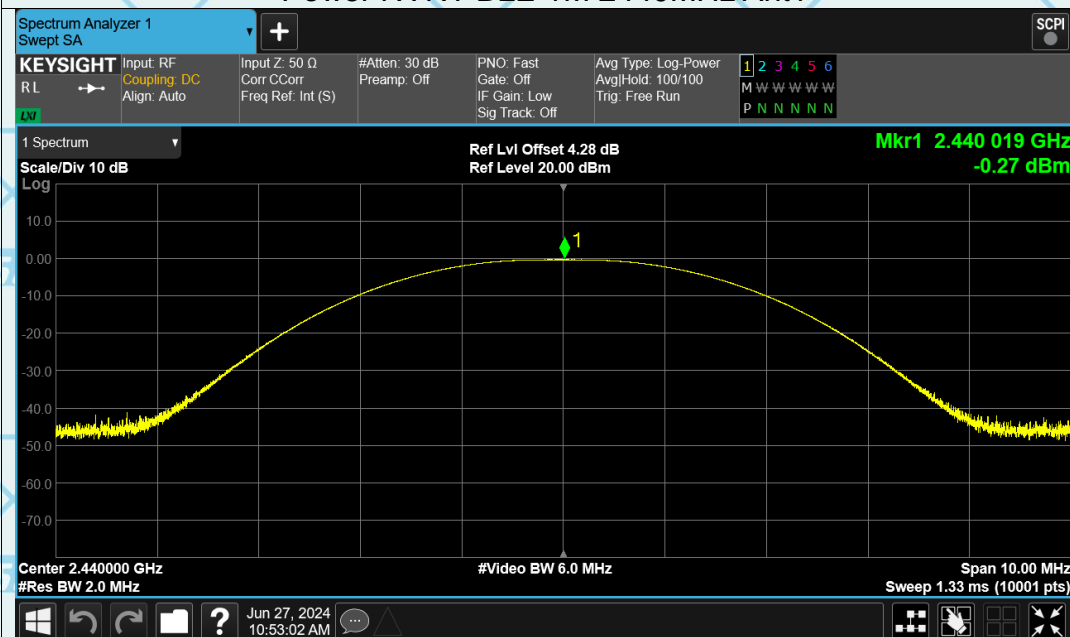 Spectrum Analyzer 1
Swept SA
+
SCPI
KEYSIGHT
RL
LXI
Input: RF
Coupling: DC
Align: Auto
Input Z: 50 Ω
Corr CCorr
Freq Ref: Int (S)
#Atten: 30 dB
Preamp: Off
PNO: Fast
Gate: Off
IF Gain: Low
Sig Track: Off
Avg Type: Log-Power
Avg|Hold: 100/100
Trig: Free Run
1 2 3 4 5 6
M W W W W W
P N N N N N
1 Spectrum
Scale/Div 10 dB
Ref Lvl Offset 4.28 dB
Ref Level 20.00 dBm
Mkr1 2.440 019 GHz
-0.27 dBm
Log
10.0
0.00
-10.0
-20.0
-30.0
-40.0
-50.0
-60.0
-70.0
1
Center 2.440000 GHz
#Res BW 2.0 MHz
#Video BW 6.0 MHz
Span 10.00 MHz
Sweep 1.33 ms (10001 pts)
?
Jun 27, 2024
10:53:02 AM